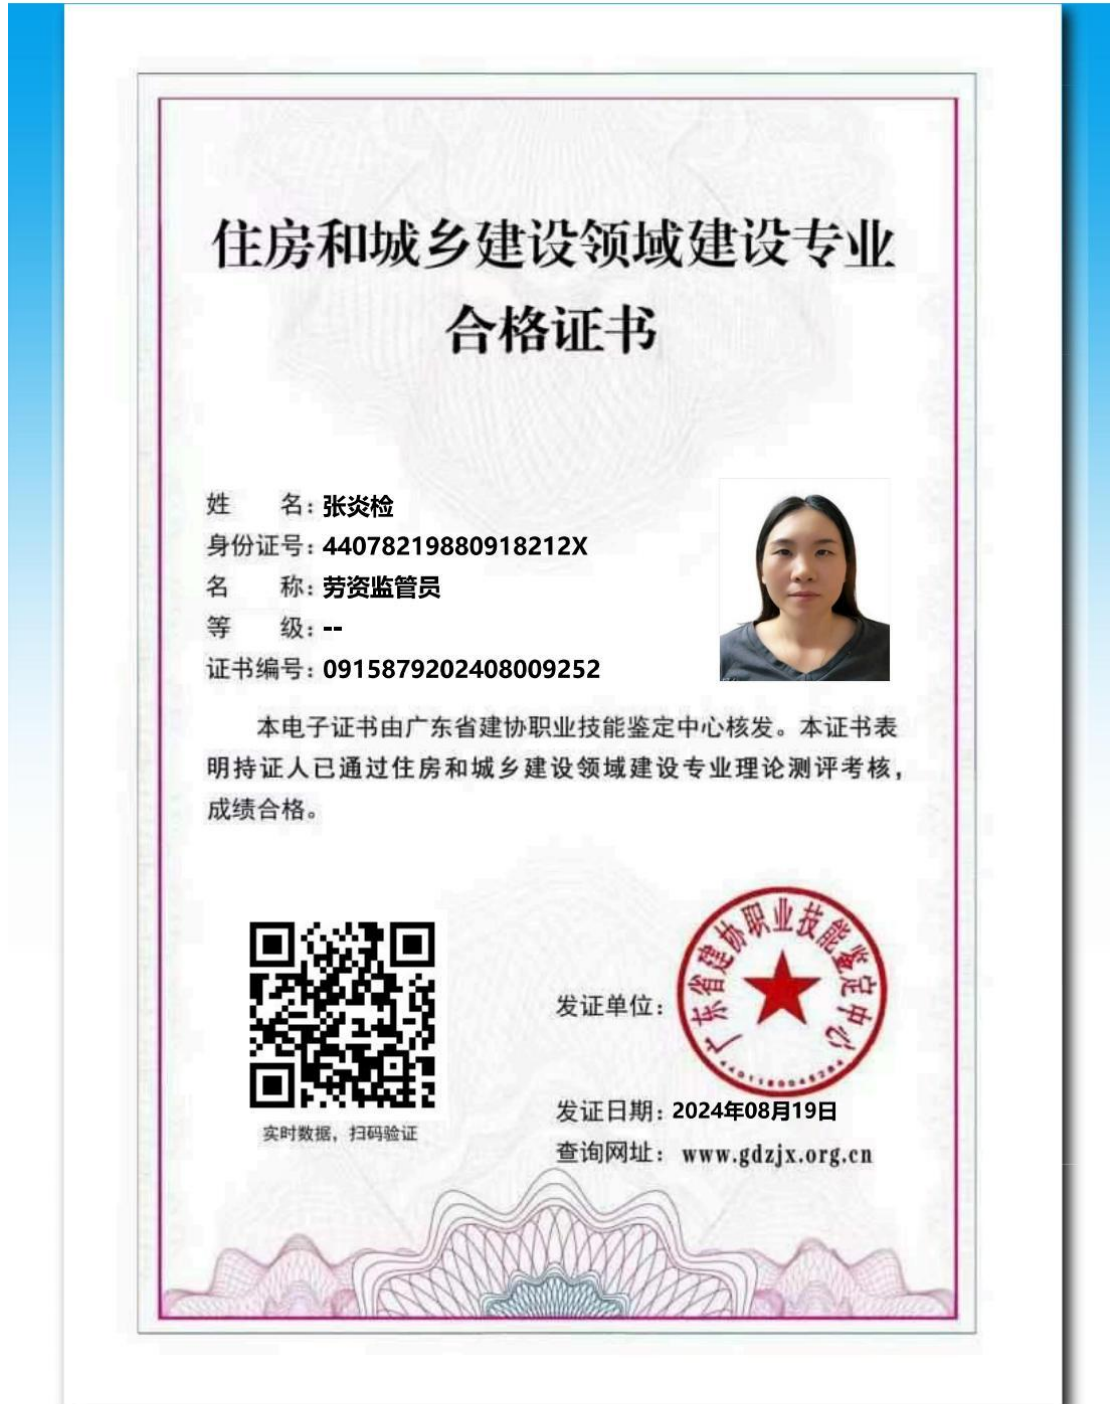 住房和城乡建设领域建设专业
合格证书
姓 名：张炎检
身份证号：44078219880918212X
名 称：劳资监管员
等 级：--
证书编号：0915879202408009252
本电子证书由广东省建协职业技能鉴定中心核发。本证书表
明持证人已通过住房和城乡建设领域建设专业理论测评考核，
成绩合格。
广东省建协职业技能鉴定中心
发证单位：
发证日期：2024年08月19日
实时数据，扫码验证
查询网址：www.gdzjx.org.cn